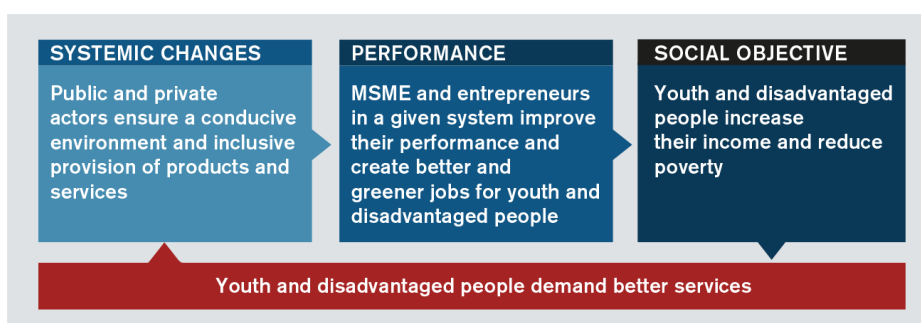 SYSTEMIC CHANGES
Public and private
actors ensure a conducive
environment and inclusive
provision of products and
services
PERFORMANCE
MSME and entrepreneurs
in a given system improve
their performance and
create better and
greener jobs for youth and
disadvantaged people
SOCIAL OBJECTIVE
Youth and disadvantaged
people increase
their income and reduce
poverty
Youth and disadvantaged people demand better services